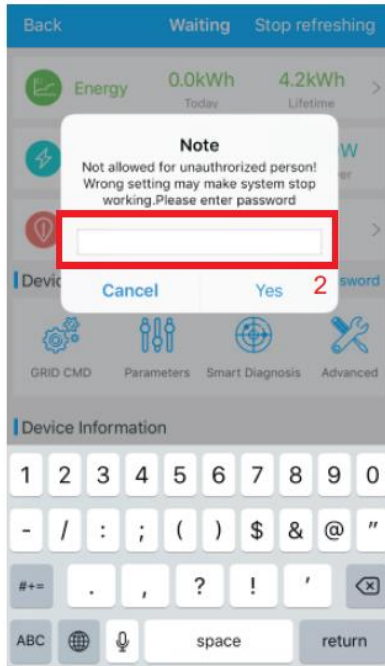 Back Waiting Stop refreshing
Energy 0.0kWh 4.2kWh >
Today Lifetime
Note
Not allowed for unauthrorized person!
Wrong setting may make system stop
working.Please enter password
W
er
>
Cancel Yes 2
Devic sword
GRID CMD Parameters Smart Diagnosis Advanced
Device Information
1 2 3 4 5 6 7 8 9 0
- / : ; ( ) $ & @ "
#+= . , ? ! '
ABC space return